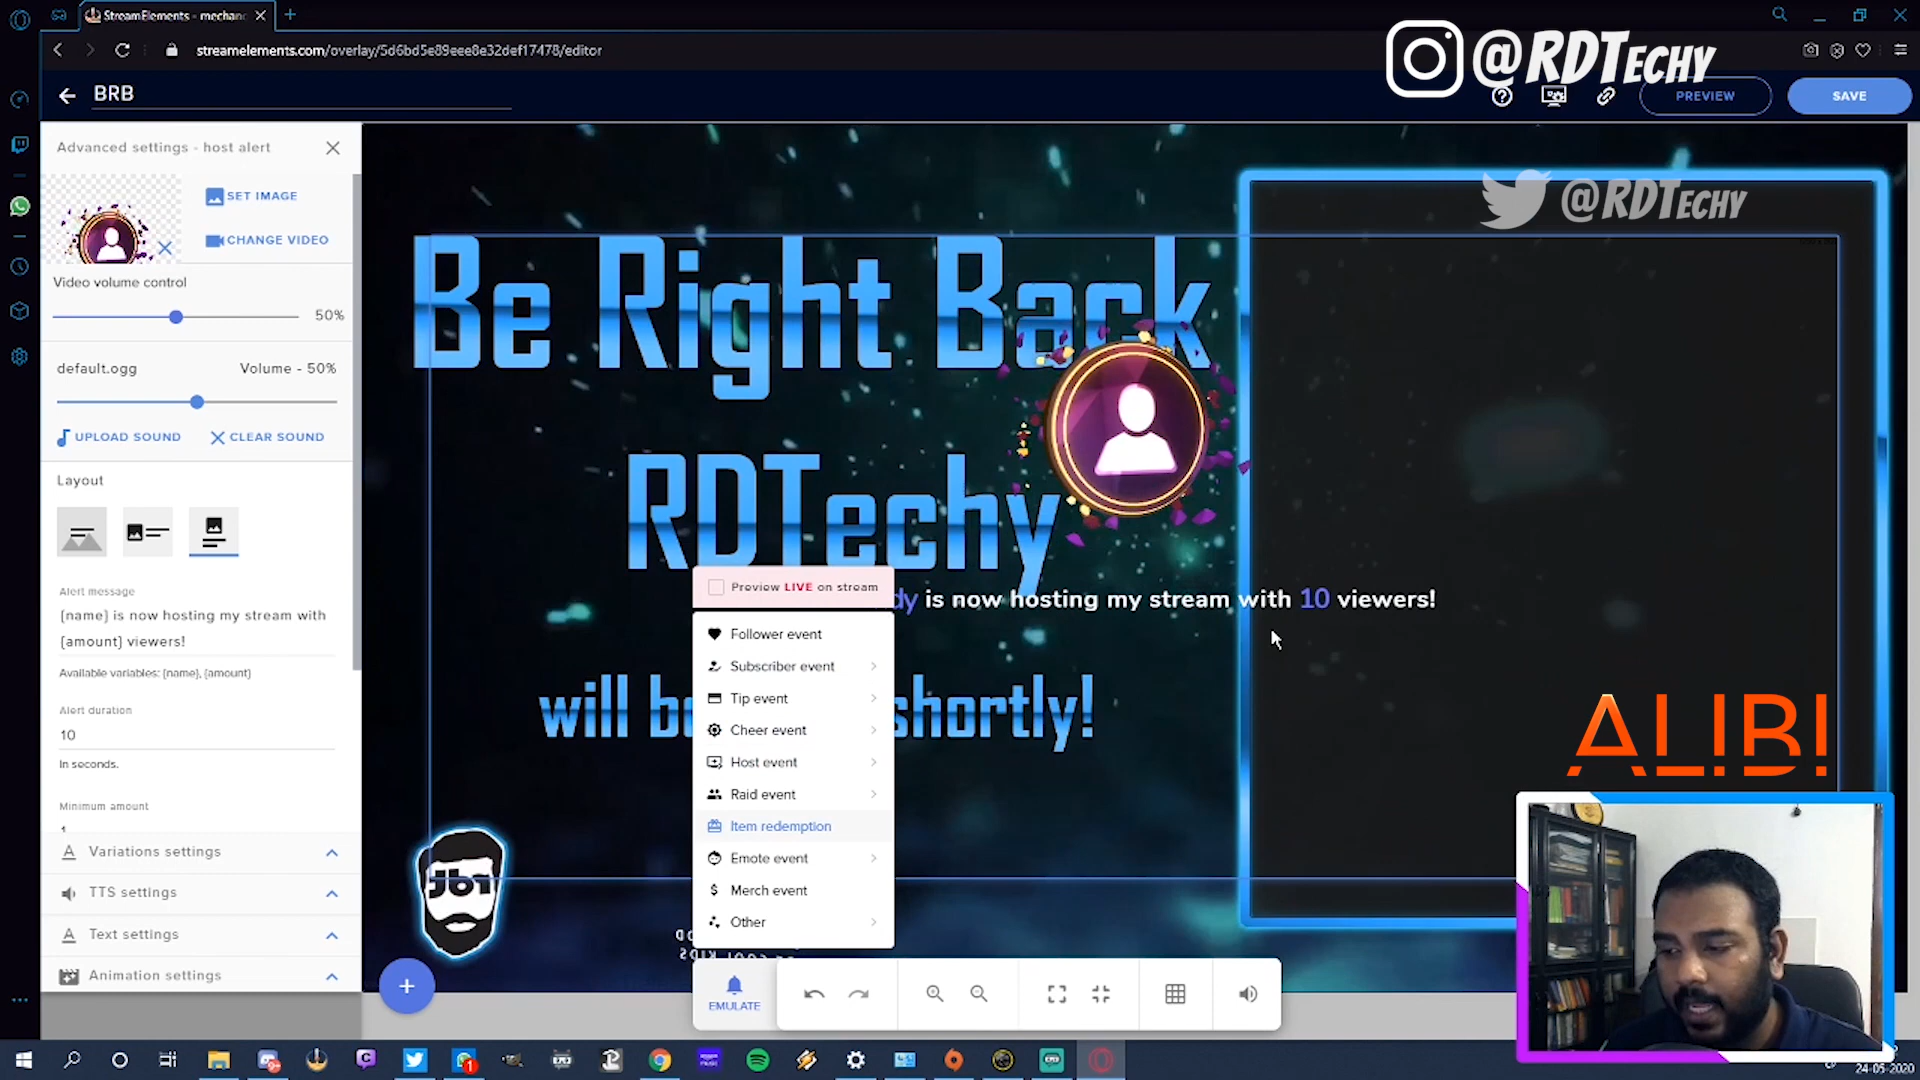 StreamElements - mechan
streamelements.com/overlay/5d6bd5e89eee8e32def17478/editor
@RDTechy
BRB
PREVIEW
SAVE
Advanced settings - host alert
SET IMAGE
CHANGE VIDEO
Video volume control
50%
default.ogg
Volume - 50%
UPLOAD SOUND
CLEAR SOUND
Layout
Alert message
{name} is now hosting my stream with
{amount} viewers!
Available variables: {name}, {amount}
Alert duration
10
In seconds.
Minimum amount
1
Variations settings
TTS settings
Text settings
Animation settings
@RDTechy
Be Right Back
RDTechy
will b shortly!
dy is now hosting my stream with 10 viewers!
Preview LIVE on stream
Follower event
Subscriber event
Tip event
Cheer event
Host event
Raid event
Item redemption
Emote event
Merch event
Other
EMULATE
Jb1
ALIBI
24-05-2020